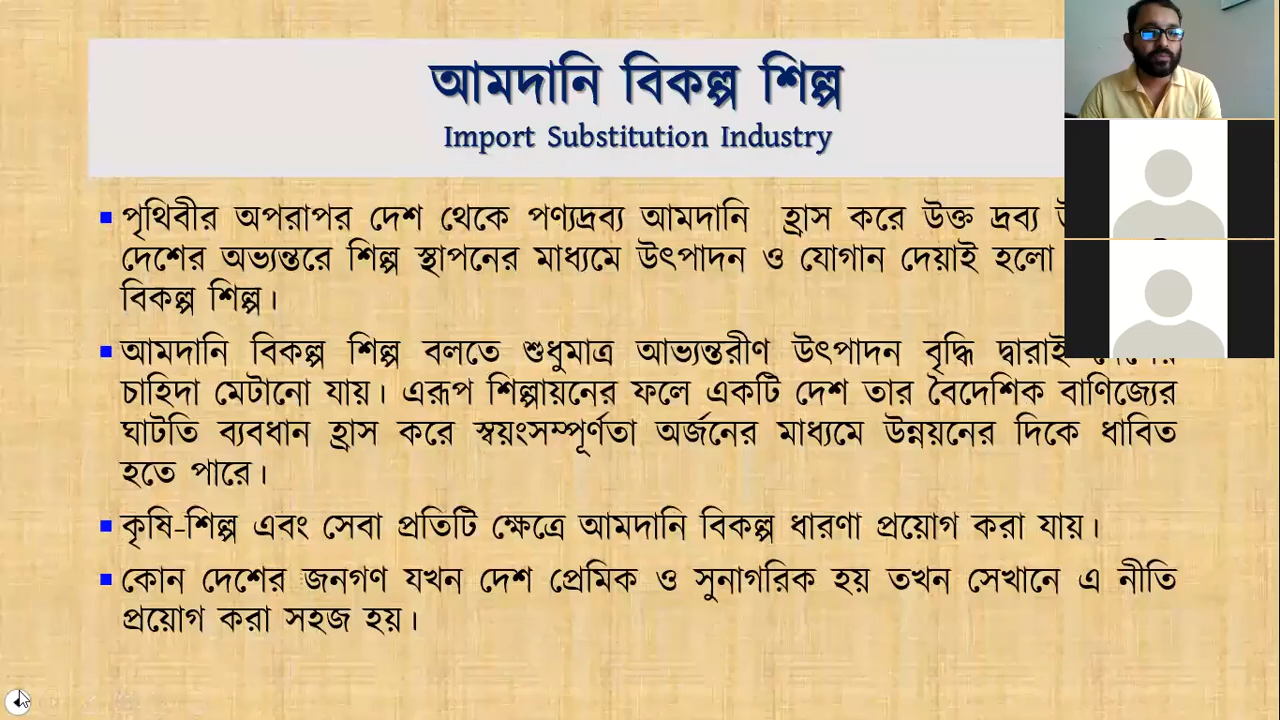 আমদানি বিকল্প শিল্প
Import Substitution Industry
পৃথিবীর অপরাপর দেশ থেকে পণ্যদ্রব্য আমদানি হ্রাস করে উক্ত দ্রব্য
দেশের অভ্যন্তরে শিল্প স্থাপনের মাধ্যমে উৎপাদন ও যোগান দেয়াই হলো
বিকল্প শিল্প।
আমদানি বিকল্প শিল্প বলতে শুধুমাত্র আভ্যন্তরীণ উৎপাদন বৃদ্ধি দ্বারাই
চাহিদা মেটানো যায়। এরূপ শিল্পায়নের ফলে একটি দেশ তার বৈদেশিক বাণিজ্যের
ঘাটতি ব্যবধান হ্রাস করে স্বয়ংসম্পূর্ণতা অর্জনের মাধ্যমে উন্নয়নের দিকে ধাবিত
হতে পারে।
কৃষি-শিল্প এবং সেবা প্রতিটি ক্ষেত্রে আমদানি বিকল্প ধারণা প্রয়োগ করা যায়।
কোন দেশের জনগণ যখন দেশ প্রেমিক ও সুনাগরিক হয় তখন সেখানে এ নীতি
প্রয়োগ করা সহজ হয়।